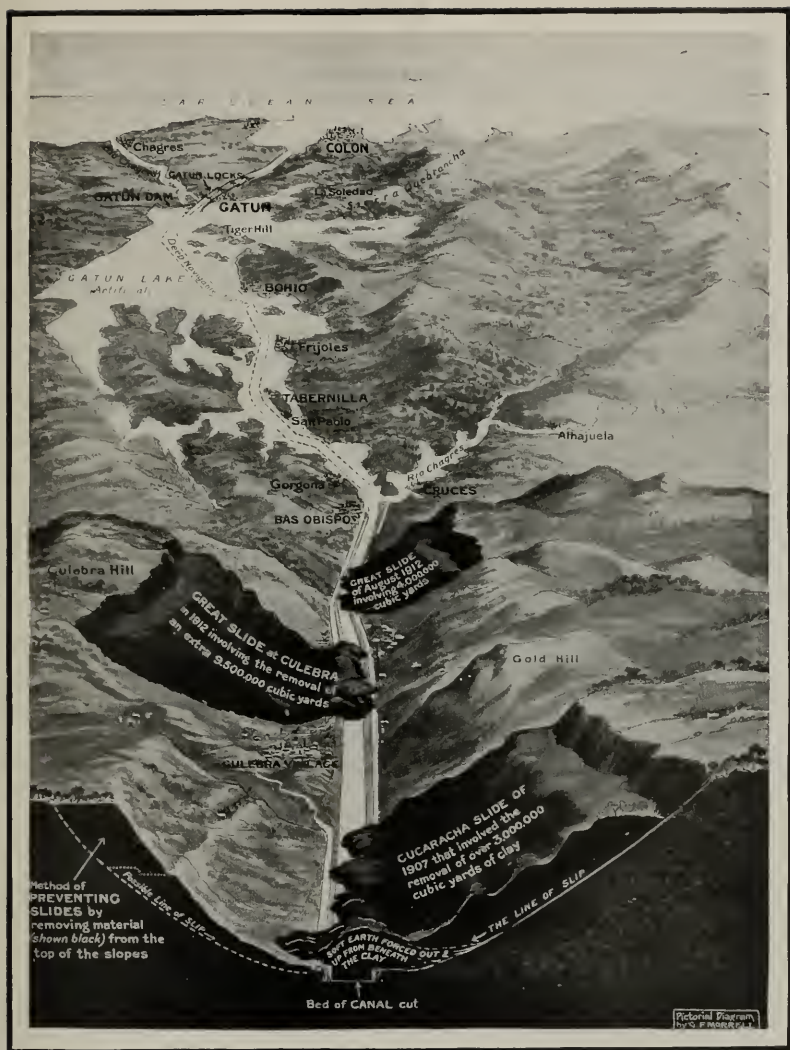 CARIBBEAN SEA
Chagres
COLON
GATUN LOCKS
La Soledad
Sierra Quebrancha
GATUN DAM
GATUN
Tiger Hill
GATUN LAKE
Artificial
BOHIO
Frijoles
TABERNILLA
San Pablo
Alhajuela
Rio Chagres
Gorgona
CRUCES
BAS OBISPO
Culebra Hill
GREAT SLIDE
of August 1912
involving 4,000,000
cubic yards
GREAT SLIDE at CULEBRA
in 1912 involving the removal of
an extra 9,500,000 cubic yards
Gold Hill
CULEBRA VILLAGE
CUCARACHA SLIDE OF
1907 that involved the
removal of over 3,000,000
cubic yards of clay
Method of
PREVENTING
SLIDES by
removing material
(shown black) from the
top of the slopes
Possible Line of SLIP
THE LINE OF SLIP
SOFT EARTH FORCED OUT &
UP FROM BENEATH
THE CLAY
Bed of CANAL cut
Pictorial Diagram
by G. F. MORRELL